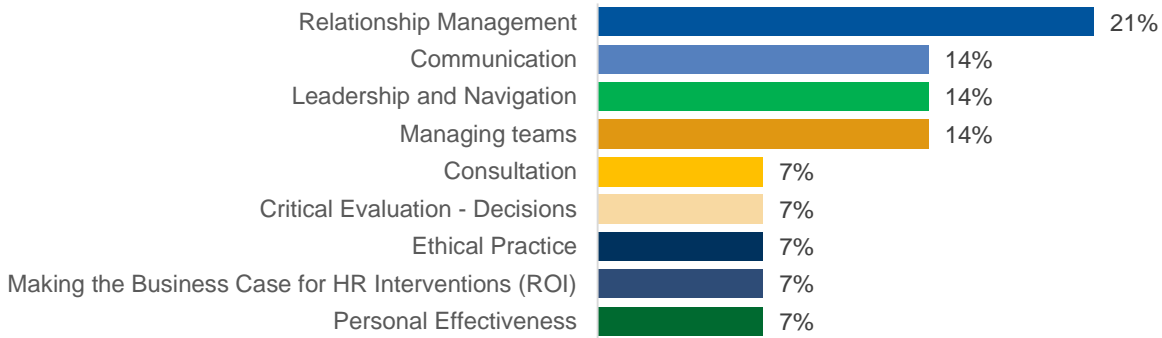 Relationship Management 21%
Communication 14%
Leadership and Navigation 14%
Managing teams 14%
Consultation 7%
Critical Evaluation - Decisions 7%
Ethical Practice 7%
Making the Business Case for HR Interventions (ROI) 7%
Personal Effectiveness 7%